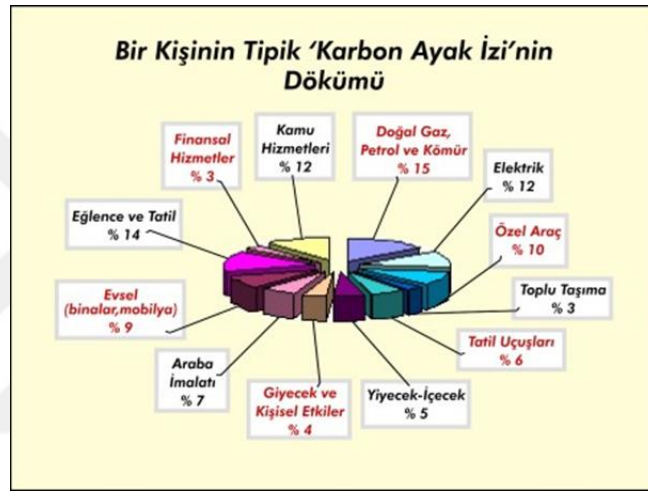 Bir Kişinin Tipik ‘Karbon Ayak İzi’nin
Dökümü
Doğal Gaz,
Petrol ve Kömür
% 15
Elektrik
% 12
Özel Araç
% 10
Toplu Taşıma
% 3
Tatil Uçuşları
% 6
Yiyecek-İçecek
% 5
Giyecek ve
Kişisel Etkiler
% 4
Araba
İmalatı
% 7
Evsel
(binalar,mobilya)
% 9
Eğlence ve Tatil
% 14
Finansal
Hizmetler
% 3
Kamu
Hizmetleri
% 12